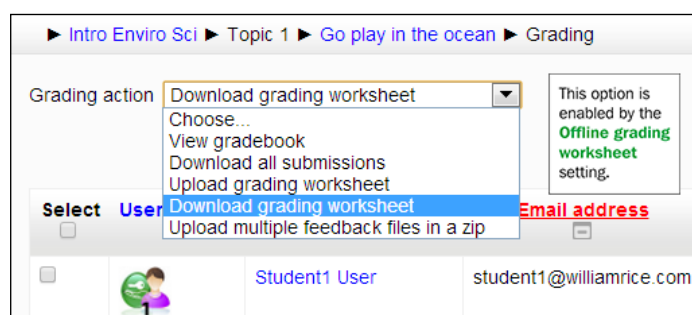 ► Intro Enviro Sci ► Topic 1 ► Go play in the ocean ► Grading
Grading action Download grading worksheet
Choose...
View gradebook
Download all submissions
Upload grading worksheet
Download grading worksheet
Upload multiple feedback files in a zip
This option is
enabled by the
Offline grading
worksheet
setting.
Select User Email address
Student1 User student1@williamrice.com
1